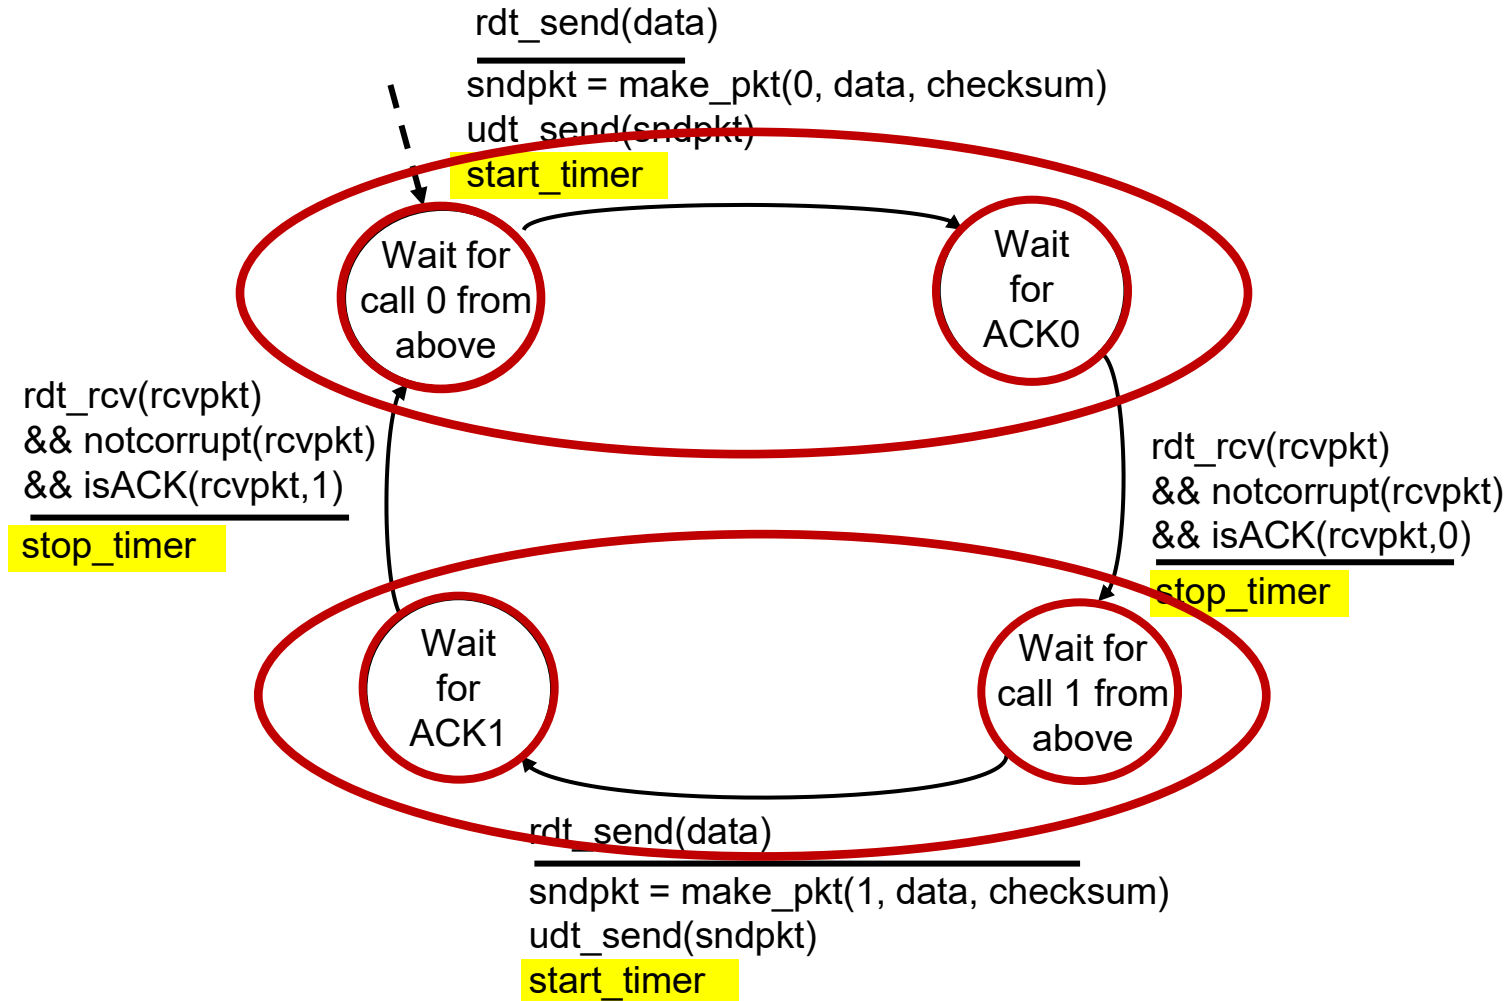 rdt_send(data)
sndpkt = make_pkt(0, data, checksum)
udt_send(sndpkt)
start_timer
Wait for
call 0 from
above
Wait
for
ACK0
rdt_rcv(rcvpkt)
&& notcorrupt(rcvpkt)
&& isACK(rcvpkt,1)
stop_timer
rdt_rcv(rcvpkt)
&& notcorrupt(rcvpkt)
&& isACK(rcvpkt,0)
stop_timer
Wait
for
ACK1
Wait for
call 1 from
above
rdt_send(data)
sndpkt = make_pkt(1, data, checksum)
udt_send(sndpkt)
start_timer